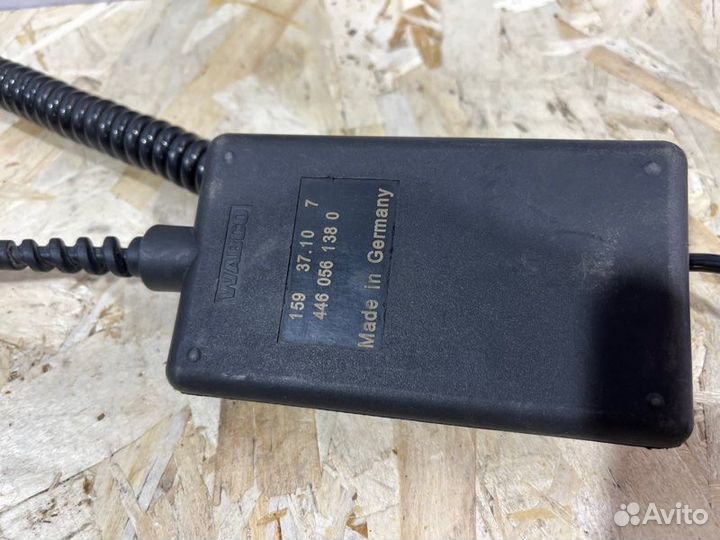 WABCO
159 37.10 7
446 056 138 0
Made in Germany
Avito